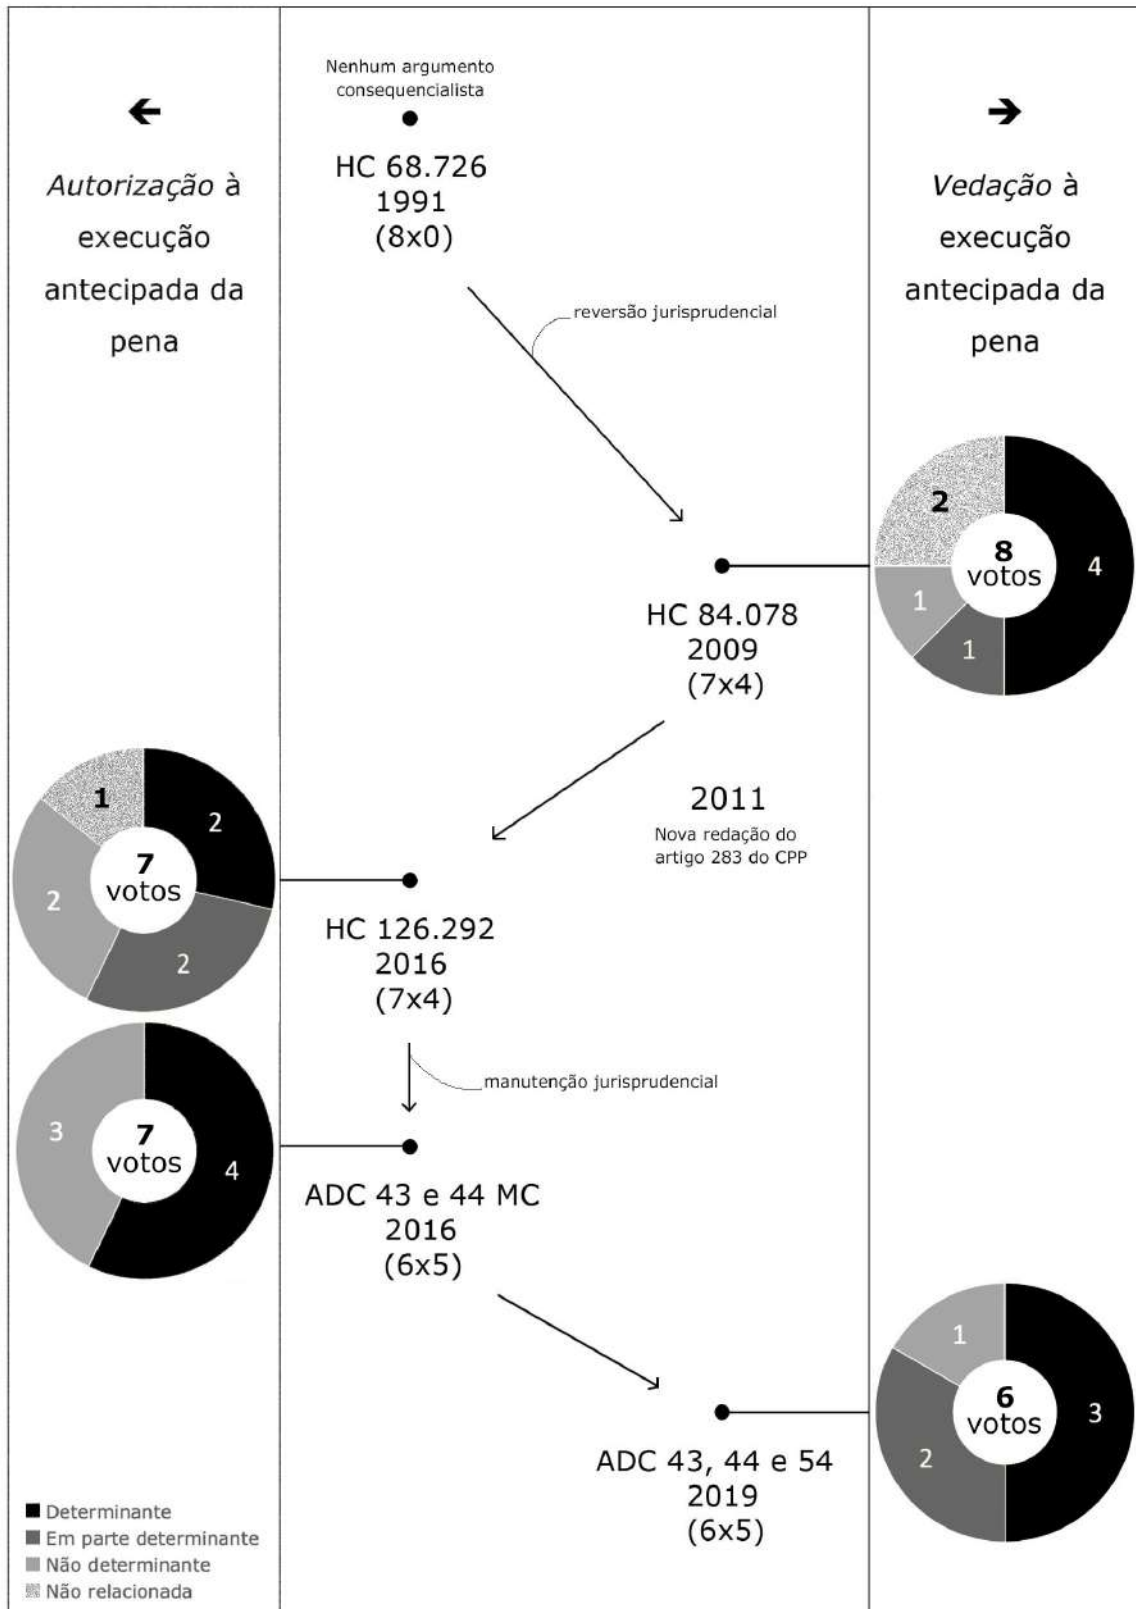 ←
Autorização à
execução
antecipada da
pena
Nenhum argumento
consequencialista
HC 68.726
1991
(8x0)
reversão jurisprudencial
→
Vedação à
execução
antecipada da
pena
2
4
1
1
8
votos
HC 84.078
2009
(7x4)
2011
Nova redação do
artigo 283 do CPP
1
2
2
2
7
votos
HC 126.292
2016
(7x4)
manutenção jurisprudencial
3
4
7
votos
ADC 43 e 44 MC
2016
(6x5)
1
3
2
6
votos
ADC 43, 44 e 54
2019
(6x5)
Determinante
Em parte determinante
Não determinante
Não relacionada